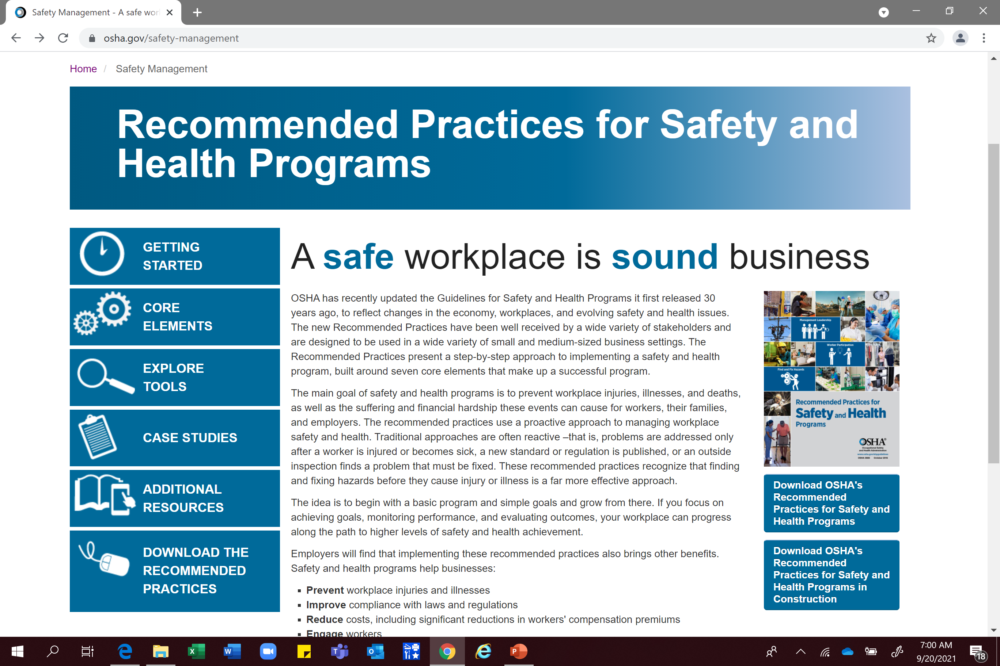 Safety Management - A safe wor
osha.gov/safety-management
Home / Safety Management
Recommended Practices for Safety and
Health Programs
GETTING
STARTED
CORE
ELEMENTS
EXPLORE
TOOLS
CASE STUDIES
ADDITIONAL
RESOURCES
DOWNLOAD THE
RECOMMENDED
PRACTICES
A safe workplace is sound business
OSHA has recently updated the Guidelines for Safety and Health Programs it first released 30
years ago, to reflect changes in the economy, workplaces, and evolving safety and health issues.
The new Recommended Practices have been well received by a wide variety of stakeholders and
are designed to be used in a wide variety of small and medium-sized business settings. The
Recommended Practices present a step-by-step approach to implementing a safety and health
program, built around seven core elements that make up a successful program.
The main goal of safety and health programs is to prevent workplace injuries, illnesses, and deaths,
as well as the suffering and financial hardship these events can cause for workers, their families,
and employers. The recommended practices use a proactive approach to managing workplace
safety and health. Traditional approaches are often reactive –that is, problems are addressed only
after a worker is injured or becomes sick, a new standard or regulation is published, or an outside
inspection finds a problem that must be fixed. These recommended practices recognize that finding
and fixing hazards before they cause injury or illness is a far more effective approach.
The idea is to begin with a basic program and simple goals and grow from there. If you focus on
achieving goals, monitoring performance, and evaluating outcomes, your workplace can progress
along the path to higher levels of safety and health achievement.
Employers will find that implementing these recommended practices also brings other benefits.
Safety and health programs help businesses:
▪ Prevent workplace injuries and illnesses
▪ Improve compliance with laws and regulations
▪ Reduce costs, including significant reductions in workers' compensation premiums
▪ Engage workers
Management Leadership
Worker Participation
Find and Fix Hazards
Recommended Practices for
Safety and Health
Programs
OSHA®
Occupational Safety
and Health Administration
www.osha.gov/shpguidelines
OSHA 3885 October 2016
Download OSHA's
Recommended
Practices for Safety and
Health Programs
Download OSHA's
Recommended
Practices for Safety and
Health Programs in
Construction
7:00 AM
9/20/2021
18